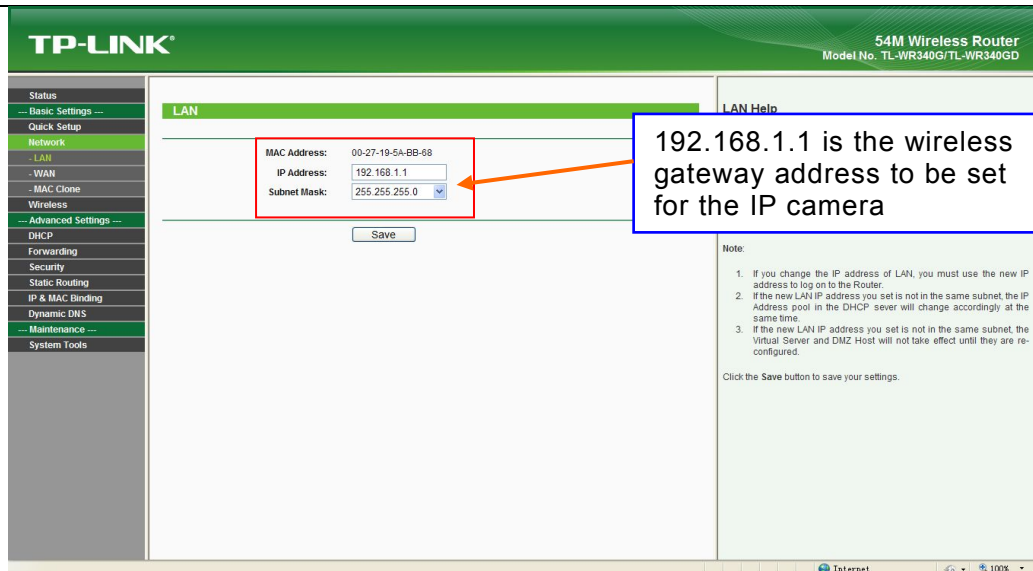 TP-LINK®
54M Wireless Router
Model No. TL-WR340G/TL-WR340GD
Status
--- Basic Settings ---
Quick Setup
Network
- LAN
- WAN
- MAC Clone
Wireless
--- Advanced Settings ---
DHCP
Forwarding
Security
Static Routing
IP & MAC Binding
Dynamic DNS
--- Maintenance ---
System Tools
LAN
MAC Address: 00-27-19-5A-BB-68
IP Address: 192.168.1.1
Subnet Mask: 255.255.255.0
Save
LAN Help
192.168.1.1 is the wireless
gateway address to be set
for the IP camera
Note:
1. If you change the IP address of LAN, you must use the new IP
address to log on to the Router.
2. If the new LAN IP address you set is not in the same subnet, the IP
Address pool in the DHCP sever will change accordingly at the
same time.
3. If the new LAN IP address you set is not in the same subnet, the
Virtual Server and DMZ Host will not take effect until they are re-
configured.
Click the Save button to save your settings.
Internet
100%